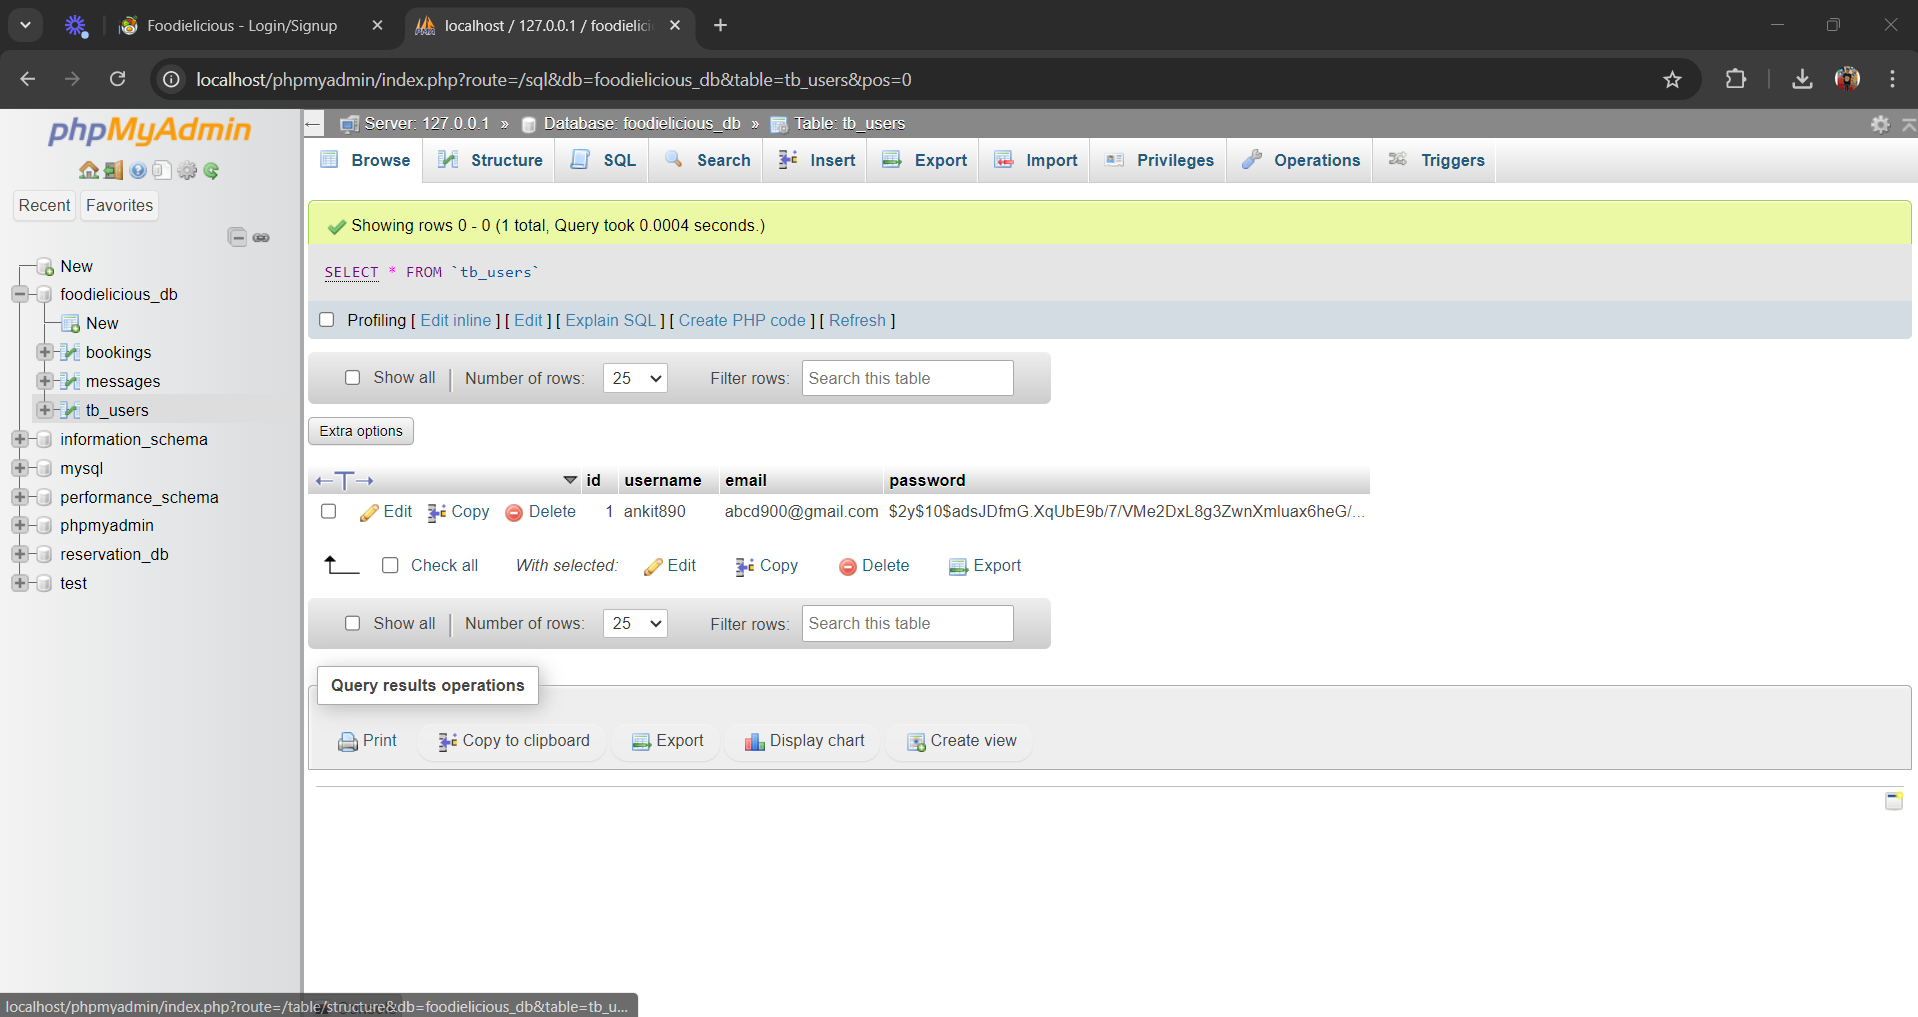 Foodielicious - Login/Signup
localhost / 127.0.0.1 / foodielici
localhost/phpmyadmin/index.php?route=/sql&db=foodielicious_db&table=tb_users&pos=0
phpMyAdmin
Recent
Favorites
New
foodielicious_db
New
bookings
messages
tb_users
information_schema
mysql
performance_schema
phpmyadmin
reservation_db
test
Server: 127.0.0.1 » Database: foodielicious_db » Table: tb_users
Browse Structure SQL Search Insert Export Import Privileges Operations Triggers
Showing rows 0 - 0 (1 total, Query took 0.0004 seconds.)
SELECT * FROM `tb_users`
Profiling [ Edit inline ] [ Edit ] [ Explain SQL ] [ Create PHP code ] [ Refresh ]
Show all | Number of rows: 25 Filter rows: Search this table
Extra options
←T→ id username email password
Edit Copy Delete 1 ankit890 abcd900@gmail.com $2y$10$adsJDfmG.XqUbE9b/7/VMe2DxL8g3ZwnXmluax6heG/...
Check all With selected: Edit Copy Delete Export
Show all | Number of rows: 25 Filter rows: Search this table
Query results operations
Print Copy to clipboard Export Display chart Create view
localhost/phpmyadmin/index.php?route=/table/structure&db=foodielicious_db&table=tb_u...